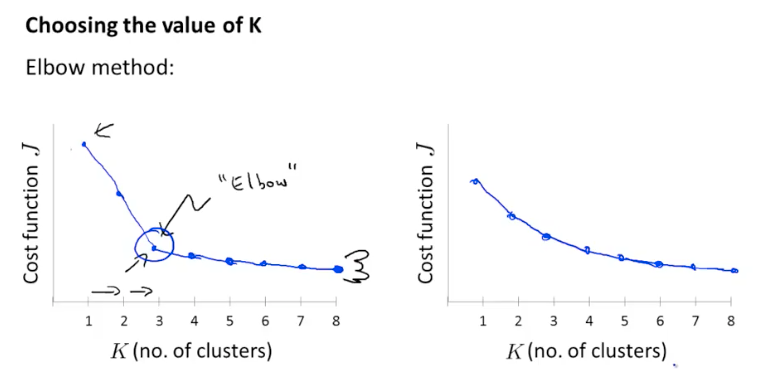 Choosing the value of K
Elbow method:
Cost function J
"Elbow"
1 2 3 4 5 6 7 8
K (no. of clusters)
Cost function J
1 2 3 4 5 6 7 8
K (no. of clusters)